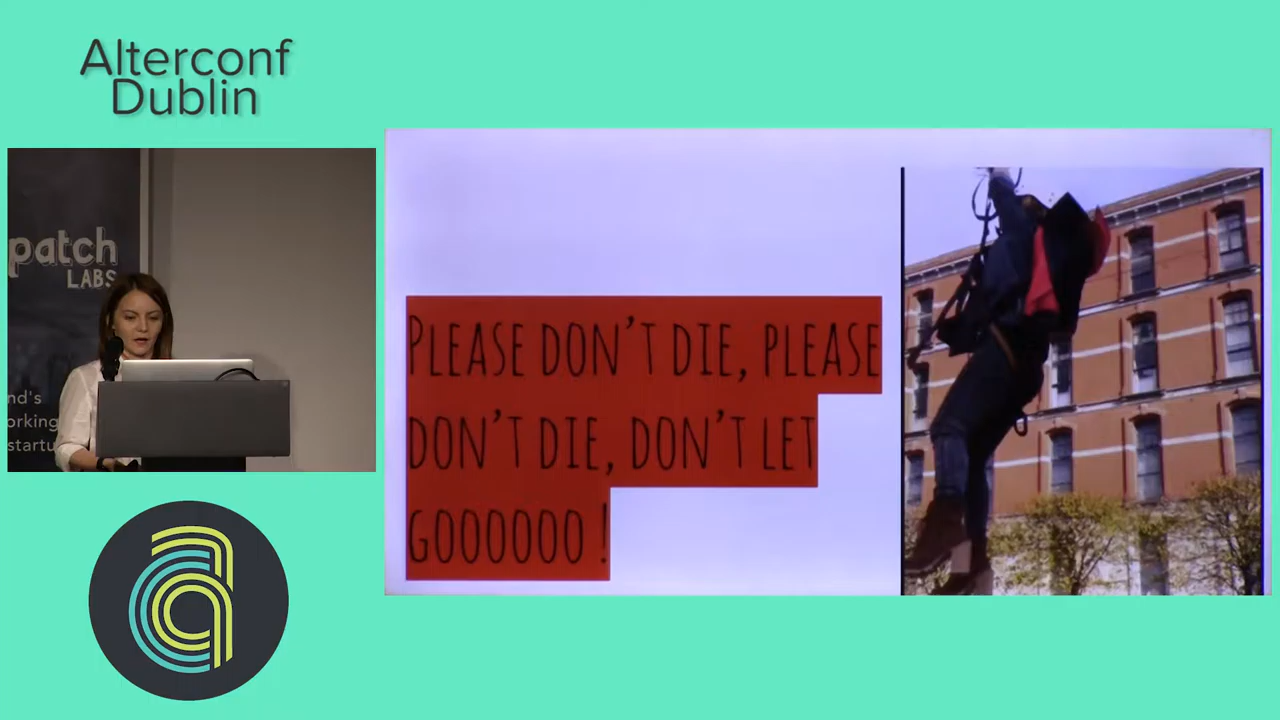 Alterconf
Dublin
patch
LABS
nd's
orking
startu
PLEASE DON'T DIE, PLEASE
DON'T DIE, DON'T LET
GOOOOOO !